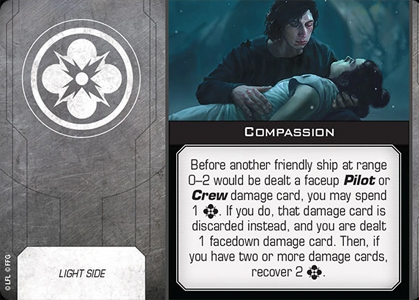 COMPASSION
Before another friendly ship at range
0–2 would be dealt a faceup Pilot or
Crew damage card, you may spend
1 . If you do, that damage card is
discarded instead, and you are dealt
1 facedown damage card. Then, if
you have two or more damage cards,
recover 2 .
LIGHT SIDE
©LFL ©FFG